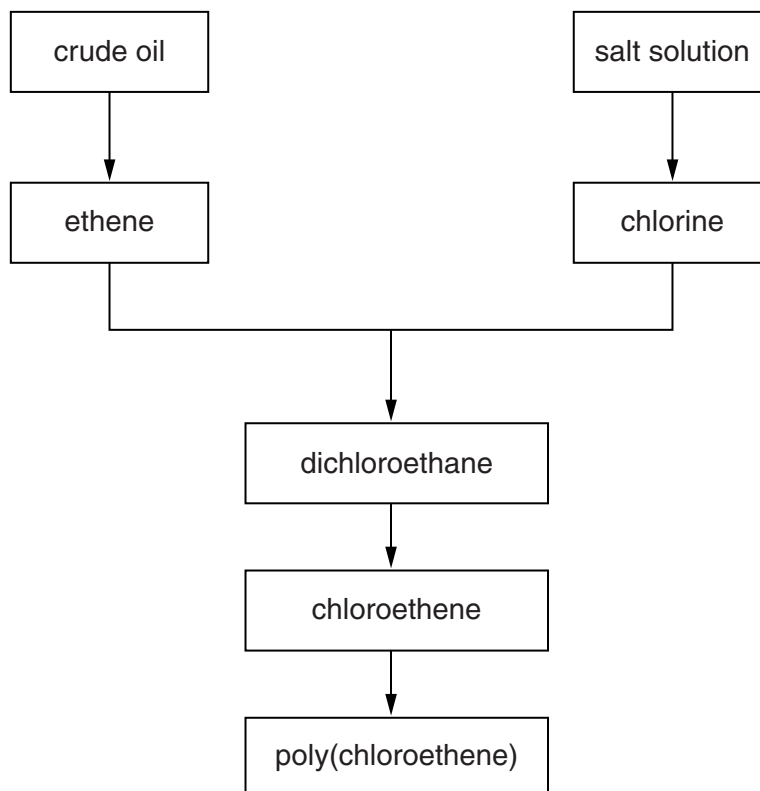 crude oil
salt solution
ethene
chlorine
dichloroethane
chloroethene
poly(chloroethene)